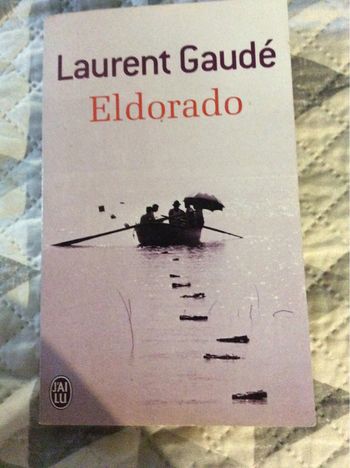 Laurent Gaudé
Eldorado
J'AI
LU